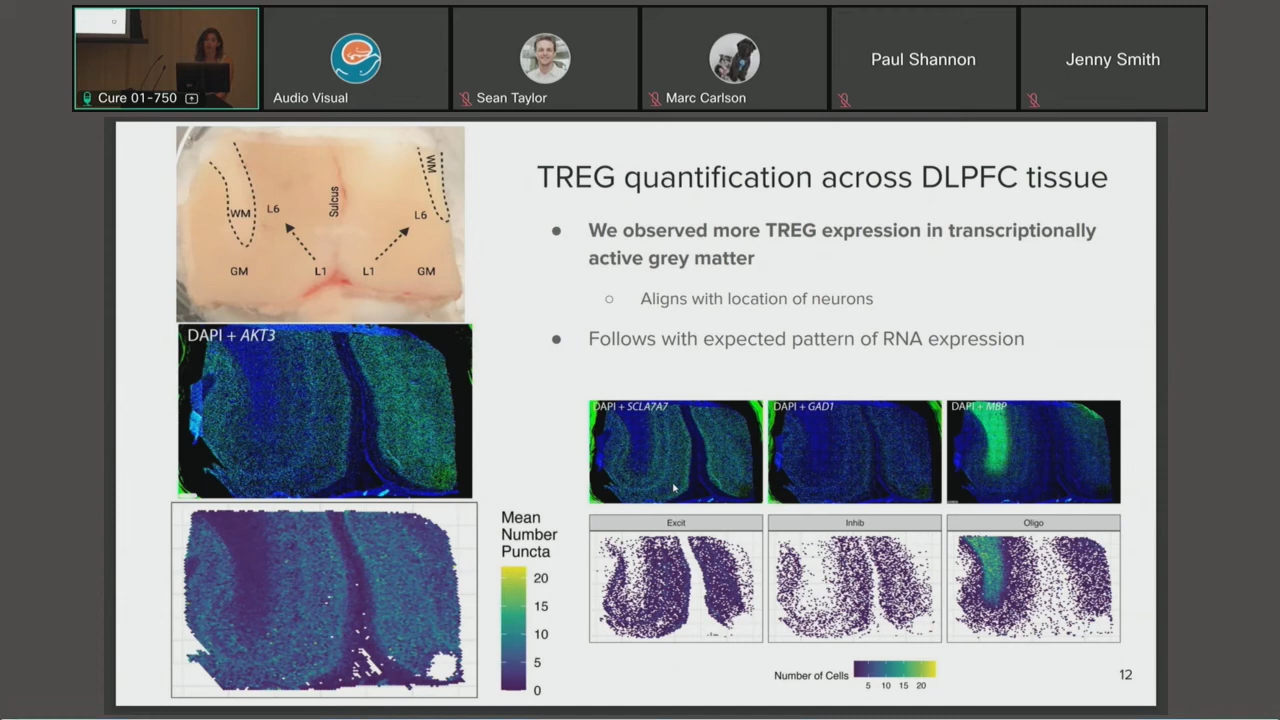 12
Cure 01-750
Audio Visual
Sean Taylor
Marc Carlson
Paul Shannon
Jenny Smith
WM
L6
Sulcus
WM
L6
GM
L1
L1
GM
TREG quantification across DLPFC tissue
● We observed more TREG expression in transcriptionally
active grey matter
○ Aligns with location of neurons
● Follows with expected pattern of RNA expression
DAPI + AKT3
DAPI + SCLA7A7
DAPI + GAD1
DAPI + MBP
Mean
Number
Puncta
20
15
10
5
0
Excit
Inhib
Oligo
Number of Cells
5 10 15 20
12